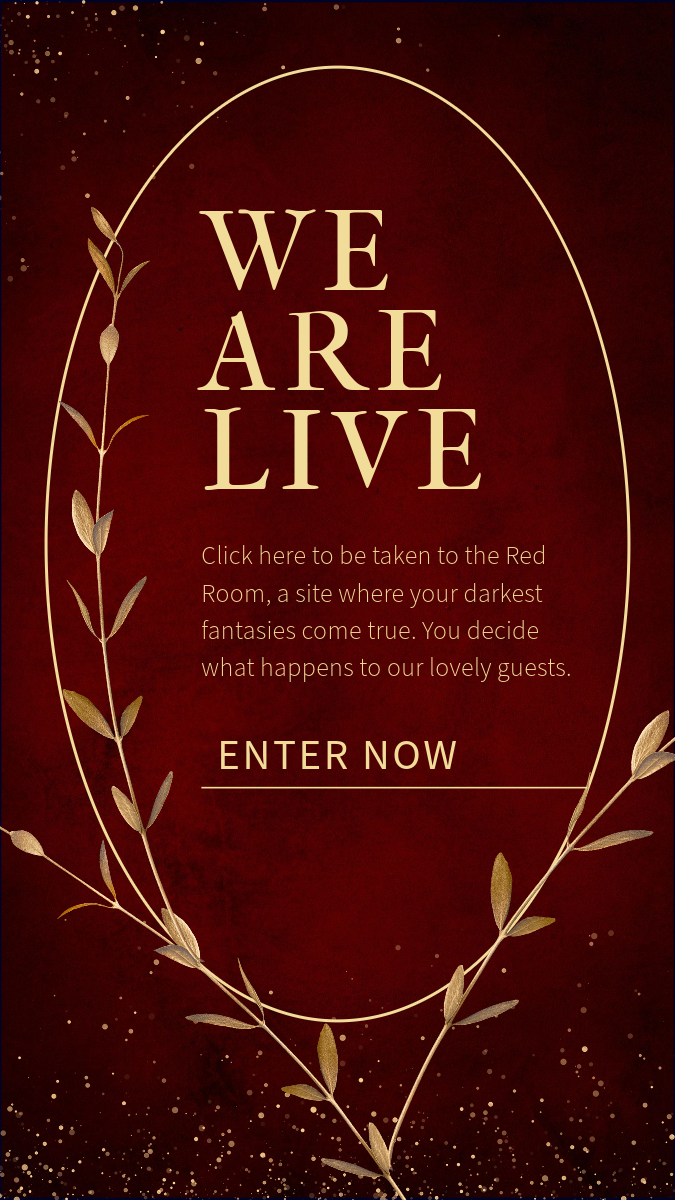 WE
ARE
LIVE
Click here to be taken to the Red
Room, a site where your darkest
fantasies come true. You decide
what happens to our lovely guests.
ENTER NOW